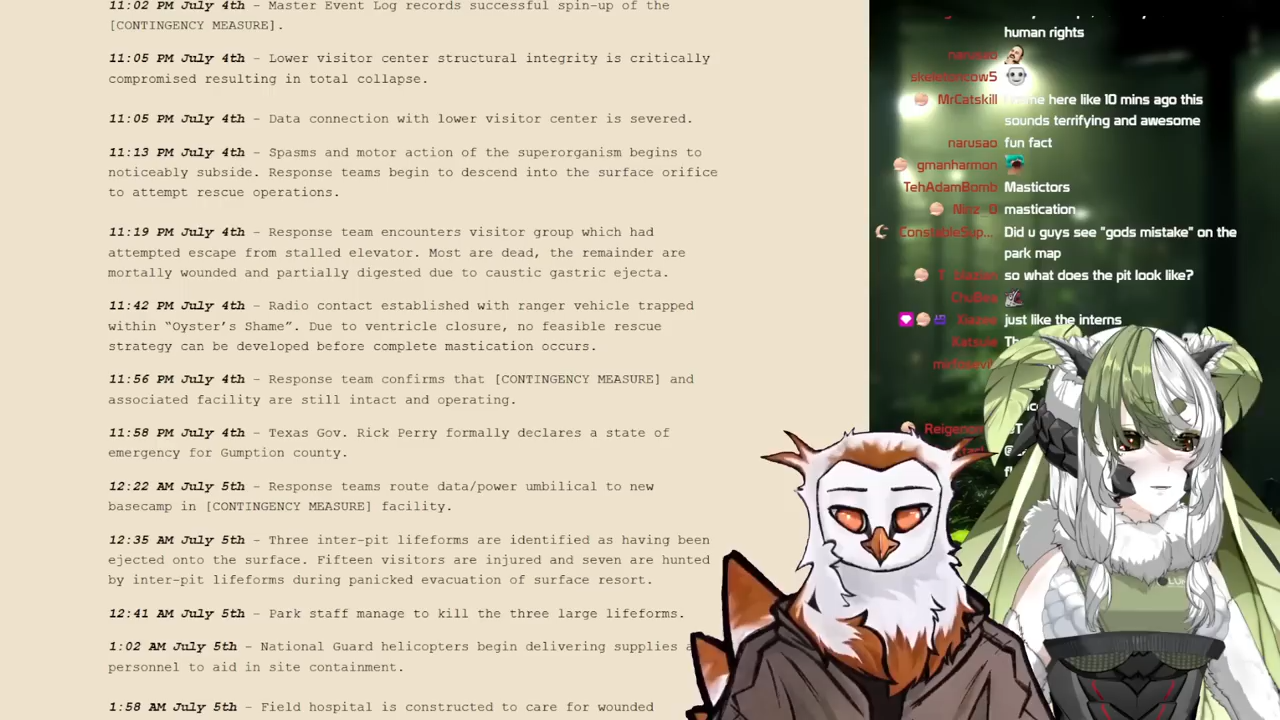 11:02 PM July 4th – Master Event Log records successful spin-up of the
[CONTINGENCY MEASURE].
11:05 PM July 4th – Lower visitor center structural integrity is critically
compromised resulting in total collapse.
11:05 PM July 4th – Data connection with lower visitor center is severed.
11:13 PM July 4th – Spasms and motor action of the superorganism begins to
noticeably subside. Response teams begin to descend into the surface orifice
to attempt rescue operations.
11:19 PM July 4th – Response team encounters visitor group which had
attempted escape from stalled elevator. Most are dead, the remainder are
mortally wounded and partially digested due to caustic gastric ejecta.
11:42 PM July 4th – Radio contact established with ranger vehicle trapped
within “Oyster’s Shame”. Due to ventricle closure, no feasible rescue
strategy can be developed before complete mastication occurs.
11:56 PM July 4th – Response team confirms that [CONTINGENCY MEASURE] and
associated facility are still intact and operating.
11:58 PM July 4th – Texas Gov. Rick Perry formally declares a state of
emergency for Gumption county.
12:22 AM July 5th – Response teams route data/power umbilical to new
basecamp in [CONTINGENCY MEASURE] facility.
12:35 AM July 5th – Three inter-pit lifeforms are identified as having been
ejected onto the surface. Fifteen visitors are injured and seven are hunted
by inter-pit lifeforms during panicked evacuation of surface resort.
12:41 AM July 5th – Park staff manage to kill the three large lifeforms.
1:02 AM July 5th – National Guard helicopters begin delivering supplies
personnel to aid in site containment.
1:58 AM July 5th – Field hospital is constructed to care for wounded
human rights
narusao
skeletoncow5
MrCatskill here like 10 mins ago this
sounds terrifying and awesome
narusao fun fact
gmanharmon
TehAdamBomb Mastictors
mastication
ConstableSup... Did u guys see "gods mistake" on the
park map
so what does the pit look like?
ChuBea
just like the interns
Katsule